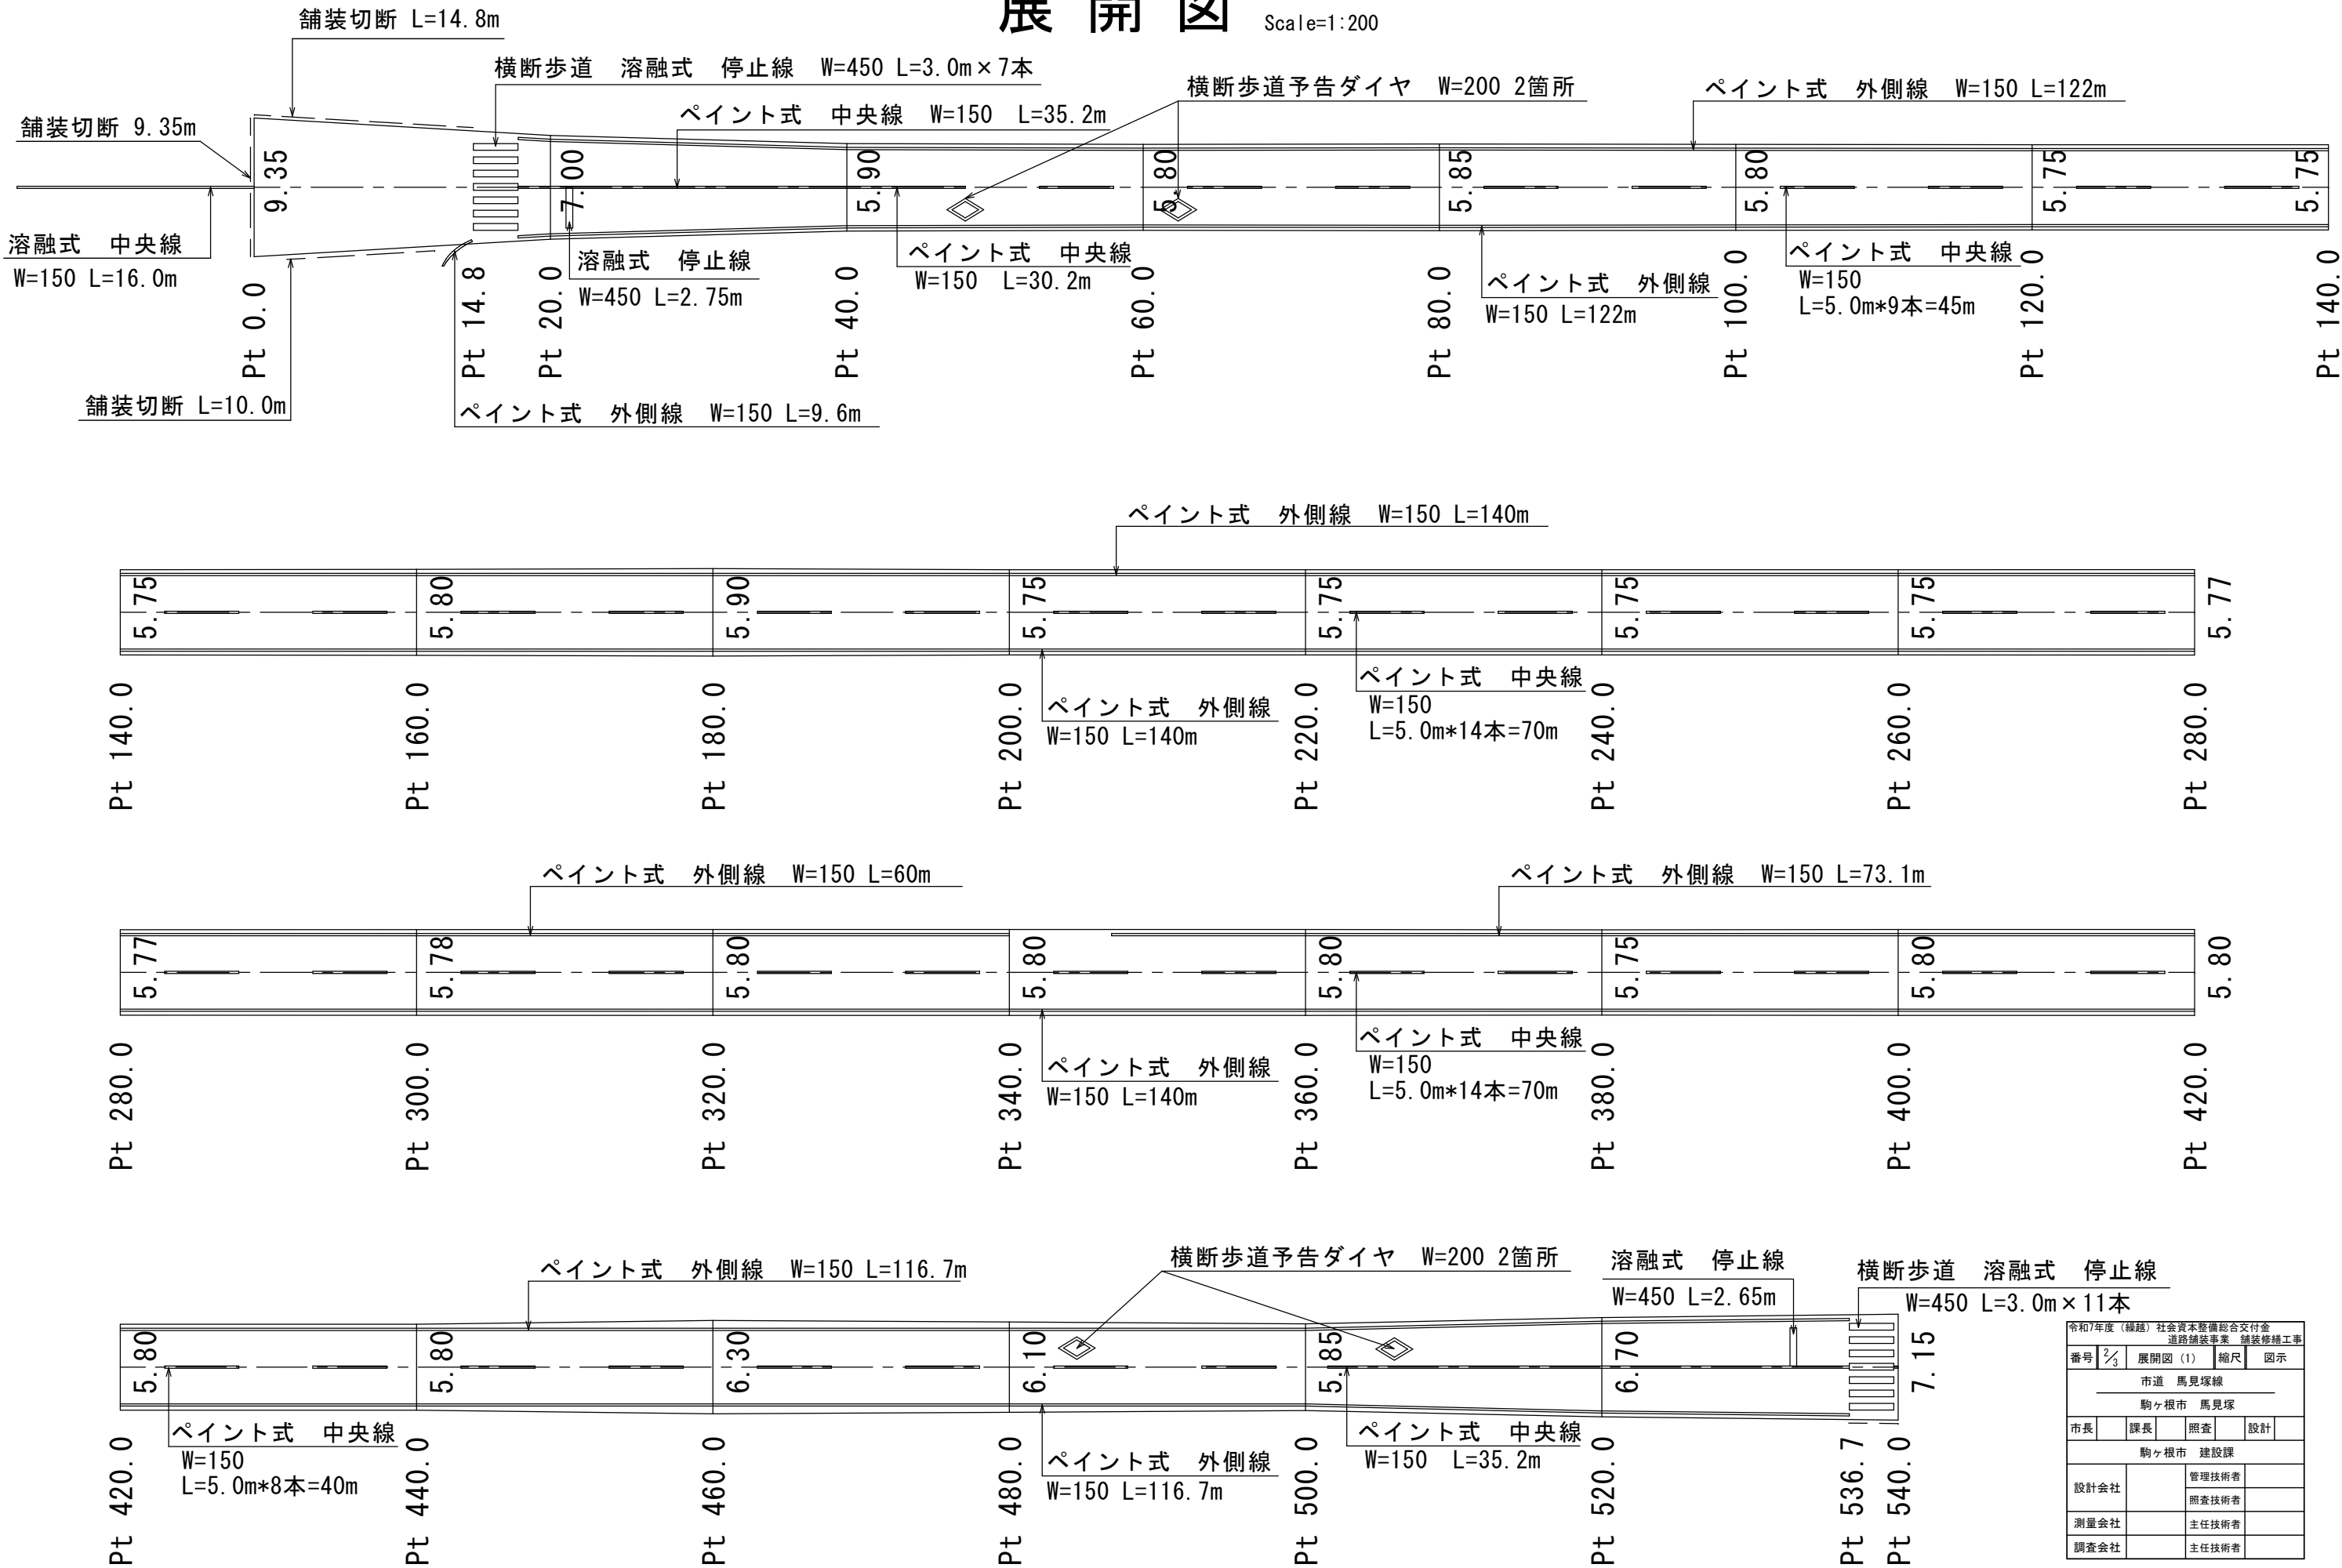 展開図 Scale=1:200
舗装切断 L=14.8m
横断歩道 溶融式 停止線 W=450 L=3.0m×7本
横断歩道予告ダイヤ W=200 2箇所
ペイント式 外側線 W=150 L=122m
ペイント式 中央線 W=150 L=35.2m
舗装切断 9.35m
9.35
7.00
5.90
5.80
5.85
5.80
5.75
5.75
溶融式 中央線
W=150 L=16.0m
溶融式 停止線
W=450 L=2.75m
ペイント式 中央線
W=150 L=30.2m
ペイント式 外側線
W=150 L=122m
ペイント式 中央線
W=150
L=5.0m*9本=45m
Pt 0.0
Pt 14.8
Pt 20.0
Pt 40.0
Pt 60.0
Pt 80.0
Pt 100.0
Pt 120.0
Pt 140.0
舗装切断 L=10.0m
ペイント式 外側線 W=150 L=9.6m
ペイント式 外側線 W=150 L=140m
5.75
5.80
5.90
5.75
5.75
5.75
5.75
5.77
ペイント式 外側線
W=150 L=140m
ペイント式 中央線
W=150
L=5.0m*14本=70m
Pt 140.0
Pt 160.0
Pt 180.0
Pt 200.0
Pt 220.0
Pt 240.0
Pt 260.0
Pt 280.0
ペイント式 外側線 W=150 L=60m
ペイント式 外側線 W=150 L=73.1m
5.77
5.78
5.80
5.80
5.80
5.75
5.80
5.80
ペイント式 外側線
W=150 L=140m
ペイント式 中央線
W=150
L=5.0m*14本=70m
Pt 280.0
Pt 300.0
Pt 320.0
Pt 340.0
Pt 360.0
Pt 380.0
Pt 400.0
Pt 420.0
ペイント式 外側線 W=150 L=116.7m
横断歩道予告ダイヤ W=200 2箇所
溶融式 停止線
W=450 L=2.65m
横断歩道 溶融式 停止線
W=450 L=3.0m×11本
5.80
5.80
6.30
6.10
5.85
6.70
7.15
ペイント式 中央線
W=150
L=5.0m*8本=40m
ペイント式 外側線
W=150 L=116.7m
ペイント式 中央線
W=150 L=35.2m
Pt 420.0
Pt 440.0
Pt 460.0
Pt 480.0
Pt 500.0
Pt 520.0
Pt 536.7
Pt 540.0
令和7年度(繰越)社会資本整備総合交付金
道路舗装事業 舗装修繕工事
番号 2/3 展開図(1) 縮尺 図示
市道 馬見塚線
駒ヶ根市 馬見塚
市長 課長 照査 設計
駒ヶ根市 建設課
設計会社 管理技術者
照査技術者
測量会社 主任技術者
調査会社 主任技術者